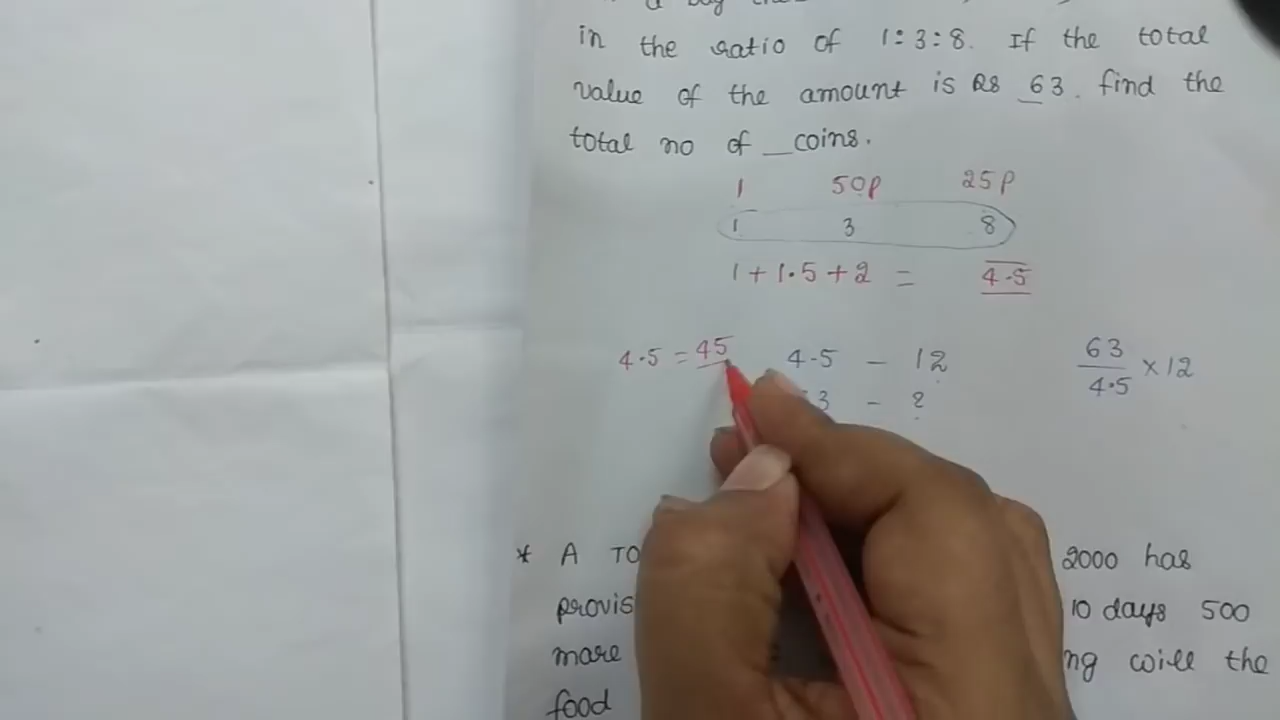 in the ratio of 1:3:8. If the total
value of the amount is RS 63. find the
total no of _ coins.
1 50p 25p
1 3 8
1+1.5+2 = 4.5
4.5 = 45 4.5 - 12 63/4.5 x 12
3 - ?
* A TO 2000 has
provis 10 days 500
more ng will the
food